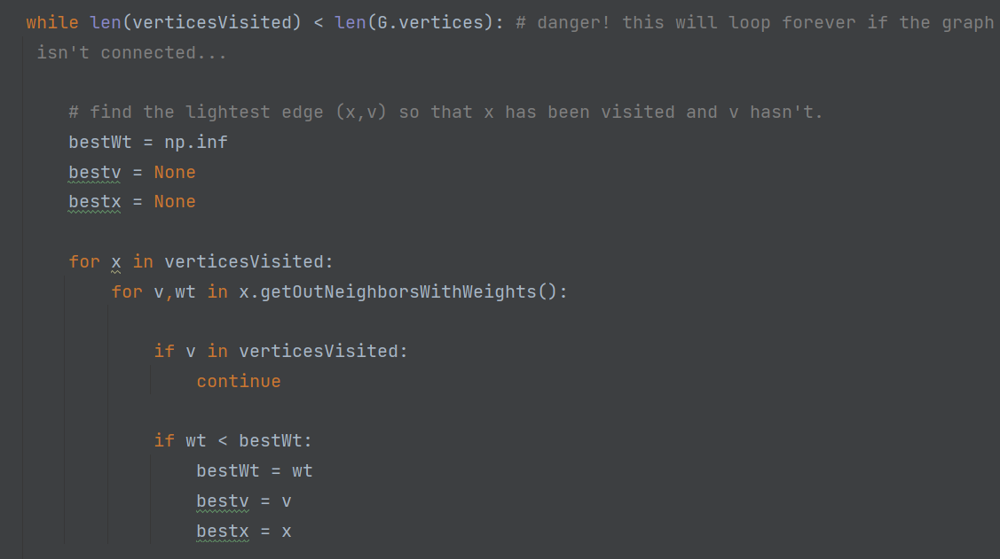 while len(verticesVisited) < len(G.vertices): # danger! this will loop forever if the graph
isn't connected...
# find the lightest edge (x,v) so that x has been visited and v hasn't.
bestWt = np.inf
bestv = None
bestx = None
for x in verticesVisited:
for v,wt in x.getOutNeighborsWithWeights():
if v in verticesVisited:
continue
if wt < bestWt:
bestWt = wt
bestv = v
bestx = x